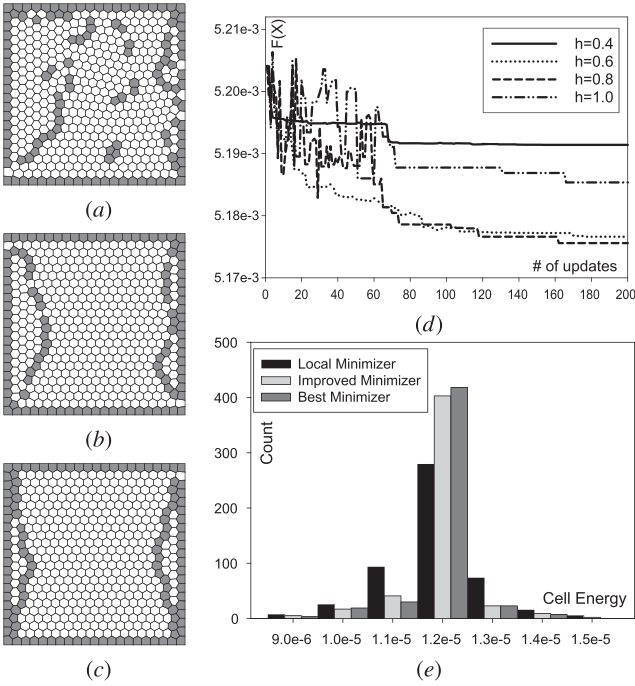 (a)
(b)
(c)
5.21e-3
5.20e-3
5.19e-3
5.18e-3
5.17e-3
F(X)
h=0.4
h=0.6
h=0.8
h=1.0
# of updates
0 20 40 60 80 100 120 140 160 180 200
(d)
500
400
300
200
100
0
Count
Local Minimizer
Improved Minimizer
Best Minimizer
Cell Energy
9.0e-6 1.0e-5 1.1e-5 1.2e-5 1.3e-5 1.4e-5 1.5e-5
(e)